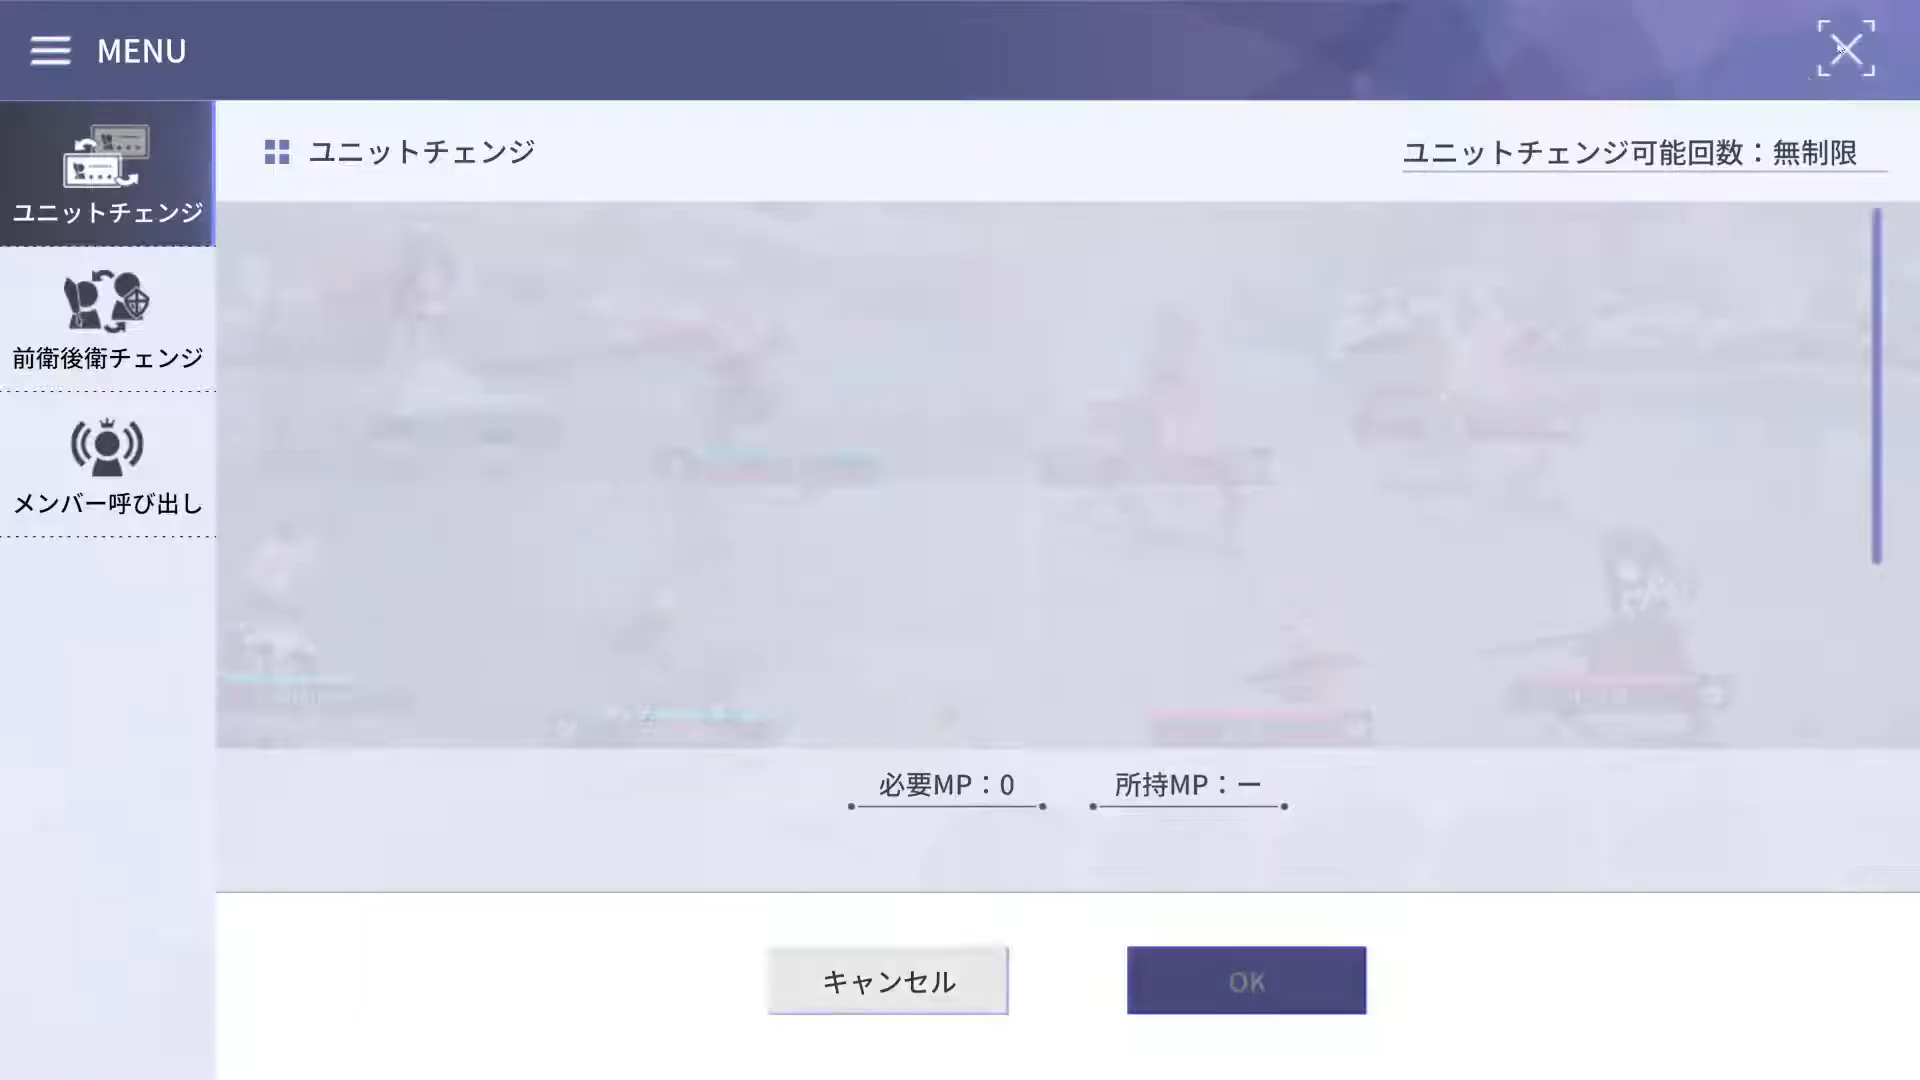 MENU
ユニットチェンジ
ユニットチェンジ可能回数：無制限
ユニットチェンジ
前衛後衛チェンジ
メンバー呼び出し
必要MP：0
所持MP：ー
キャンセル
OK